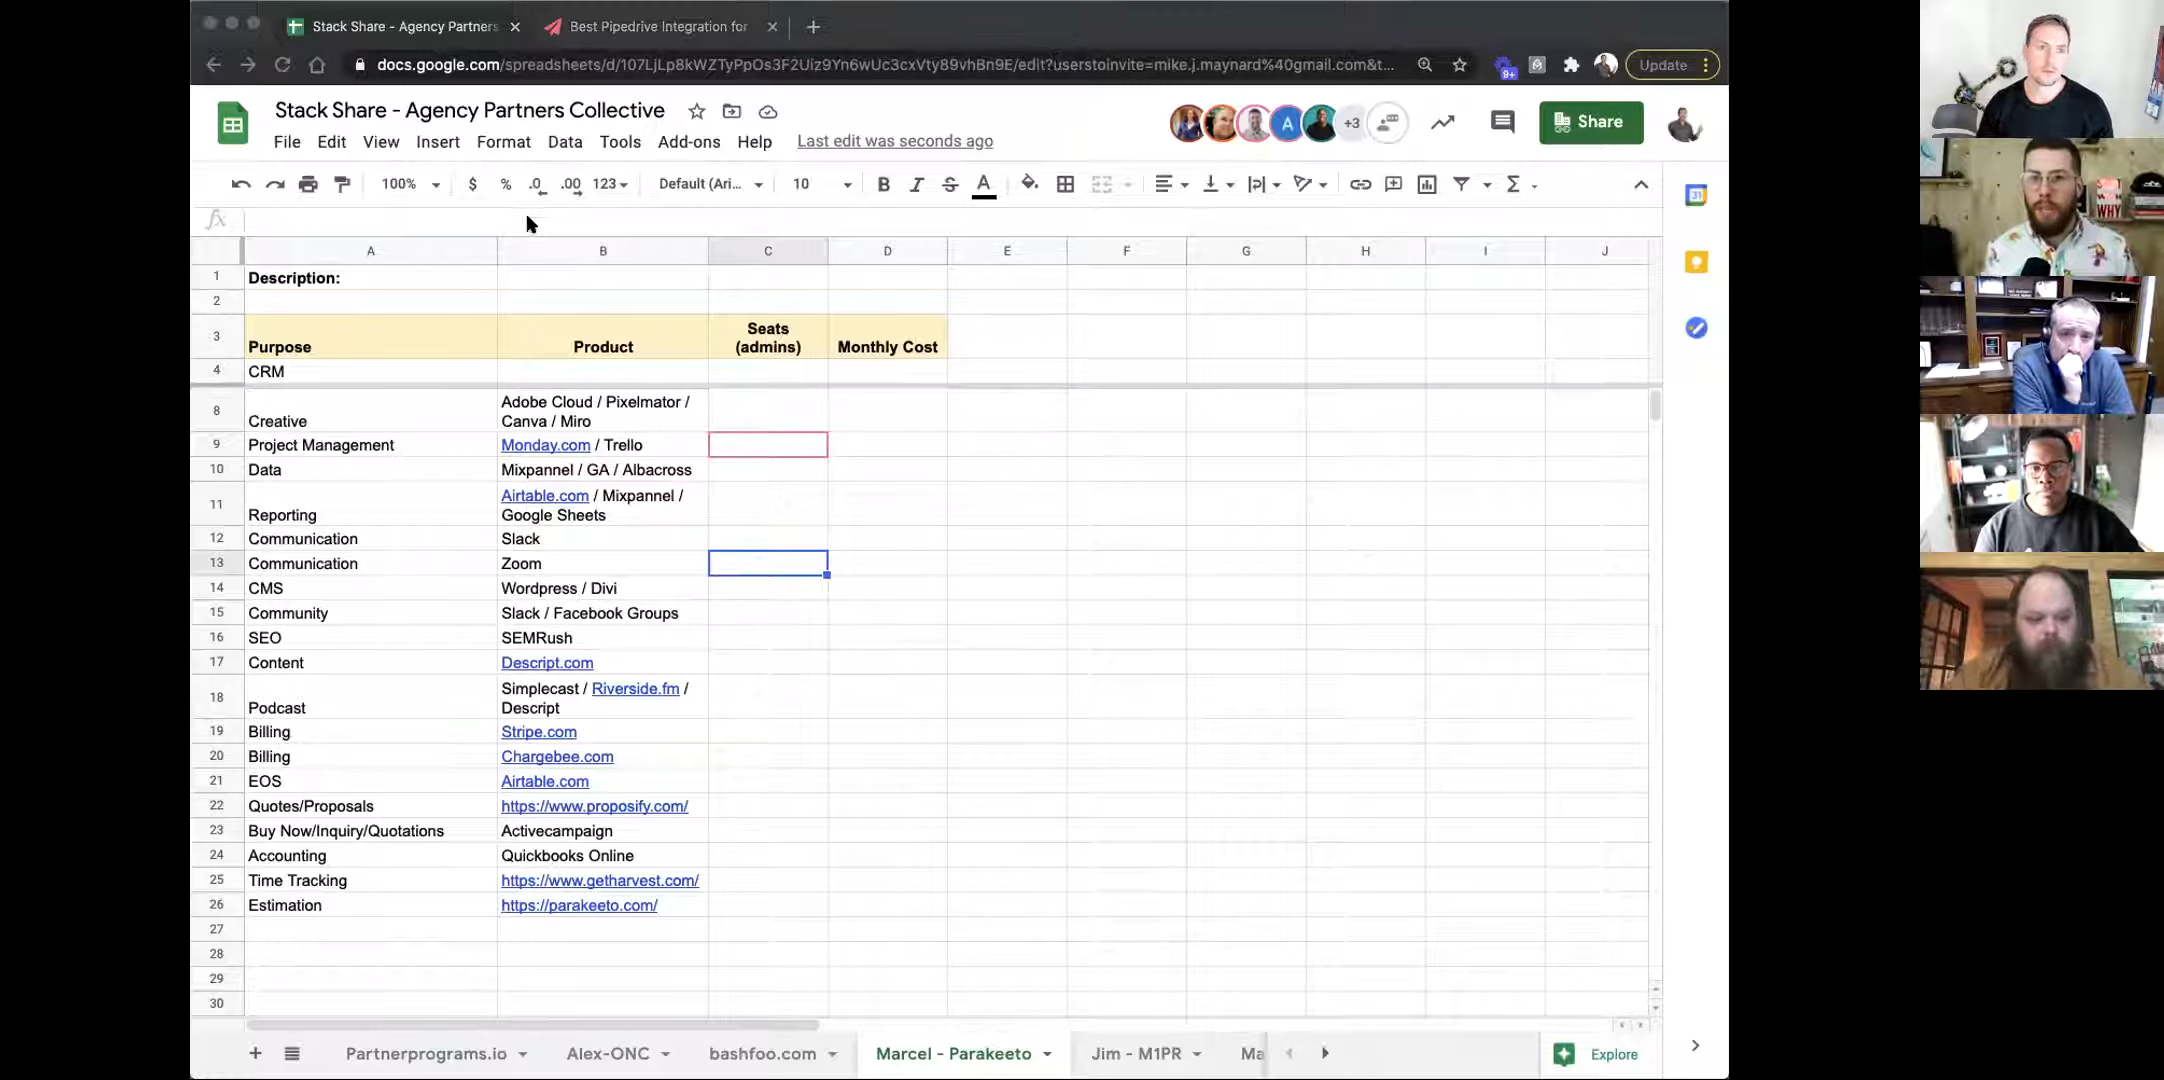 Stack Share - Agency Partners
Best Pipedrive Integration for
docs.google.com/spreadsheets/d/107LjLp8kWZTyPpOs3F2Uiz9Yn6wUc3cxVty89vhBn9E/edit?userstoinvite=mike.j.maynard%40gmail.com&t...
9+
Update
Stack Share - Agency Partners Collective
A
+3
Share
File Edit View Insert Format Data Tools Add-ons Help Last edit was seconds ago
100% $ % .0 .00 123 Default (Ari... 10 B I S A
31
fx
A B C D E F G H I J
1 Description:
2
3 Purpose Product Seats (admins) Monthly Cost
4 CRM
8 Creative Adobe Cloud / Pixelmator / Canva / Miro
9 Project Management Monday.com / Trello
10 Data Mixpannel / GA / Albacross
11 Reporting Airtable.com / Mixpannel / Google Sheets
12 Communication Slack
13 Communication Zoom
14 CMS Wordpress / Divi
15 Community Slack / Facebook Groups
16 SEO SEMRush
17 Content Descript.com
18 Podcast Simplecast / Riverside.fm / Descript
19 Billing Stripe.com
20 Billing Chargebee.com
21 EOS Airtable.com
22 Quotes/Proposals https://www.proposify.com/
23 Buy Now/Inquiry/Quotations Activecampaign
24 Accounting Quickbooks Online
25 Time Tracking https://www.getharvest.com/
26 Estimation https://parakeeto.com/
27
28
29
30
Partnerprograms.io Alex-ONC bashfoo.com Marcel - Parakeeto Jim - M1PR Ma
Explore
WHY